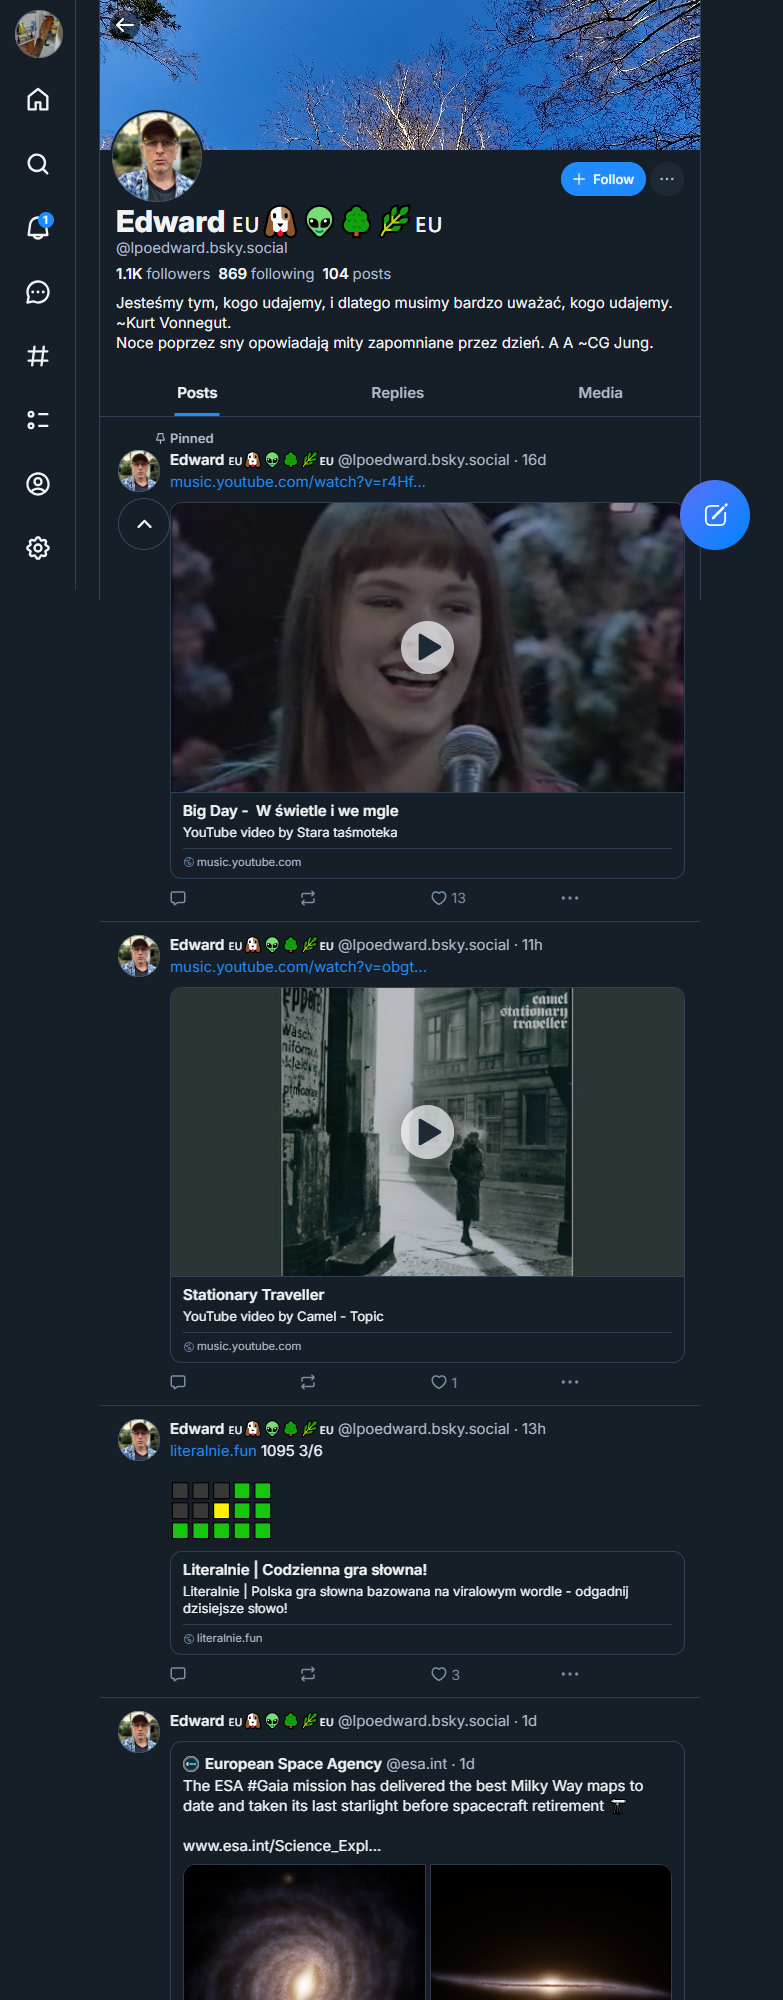 1
Follow
Edward EU🐶👽🌳🌿EU
@lpoedward.bsky.social
1.1K followers 869 following 104 posts
Jesteśmy tym, kogo udajemy, i dlatego musimy bardzo uważać, kogo udajemy.
~Kurt Vonnegut.
Noce poprzez sny opowiadają mity zapomniane przez dzień. A A ~CG Jung.
Posts Replies Media
Pinned
Edward EU🐶👽🌳🌿EU @lpoedward.bsky.social · 16d
music.youtube.com/watch?v=r4Hf...
Big Day - W świetle i we mgle
YouTube video by Stara taśmoteka
music.youtube.com
13
Edward EU🐶👽🌳🌿EU @lpoedward.bsky.social · 11h
music.youtube.com/watch?v=obgt...
camel
stationary
traveller
Stationary Traveller
YouTube video by Camel - Topic
music.youtube.com
1
Edward EU🐶👽🌳🌿EU @lpoedward.bsky.social · 13h
literalnie.fun 1095 3/6
Literalnie | Codzienna gra słowna!
Literalnie | Polska gra słowna bazowana na viralowym wordle - odgadnij
dzisiejsze słowo!
literalnie.fun
3
Edward EU🐶👽🌳🌿EU @lpoedward.bsky.social · 1d
European Space Agency @esa.int · 1d
The ESA #Gaia mission has delivered the best Milky Way maps to
date and taken its last starlight before spacecraft retirement 🔭
www.esa.int/Science_Expl...